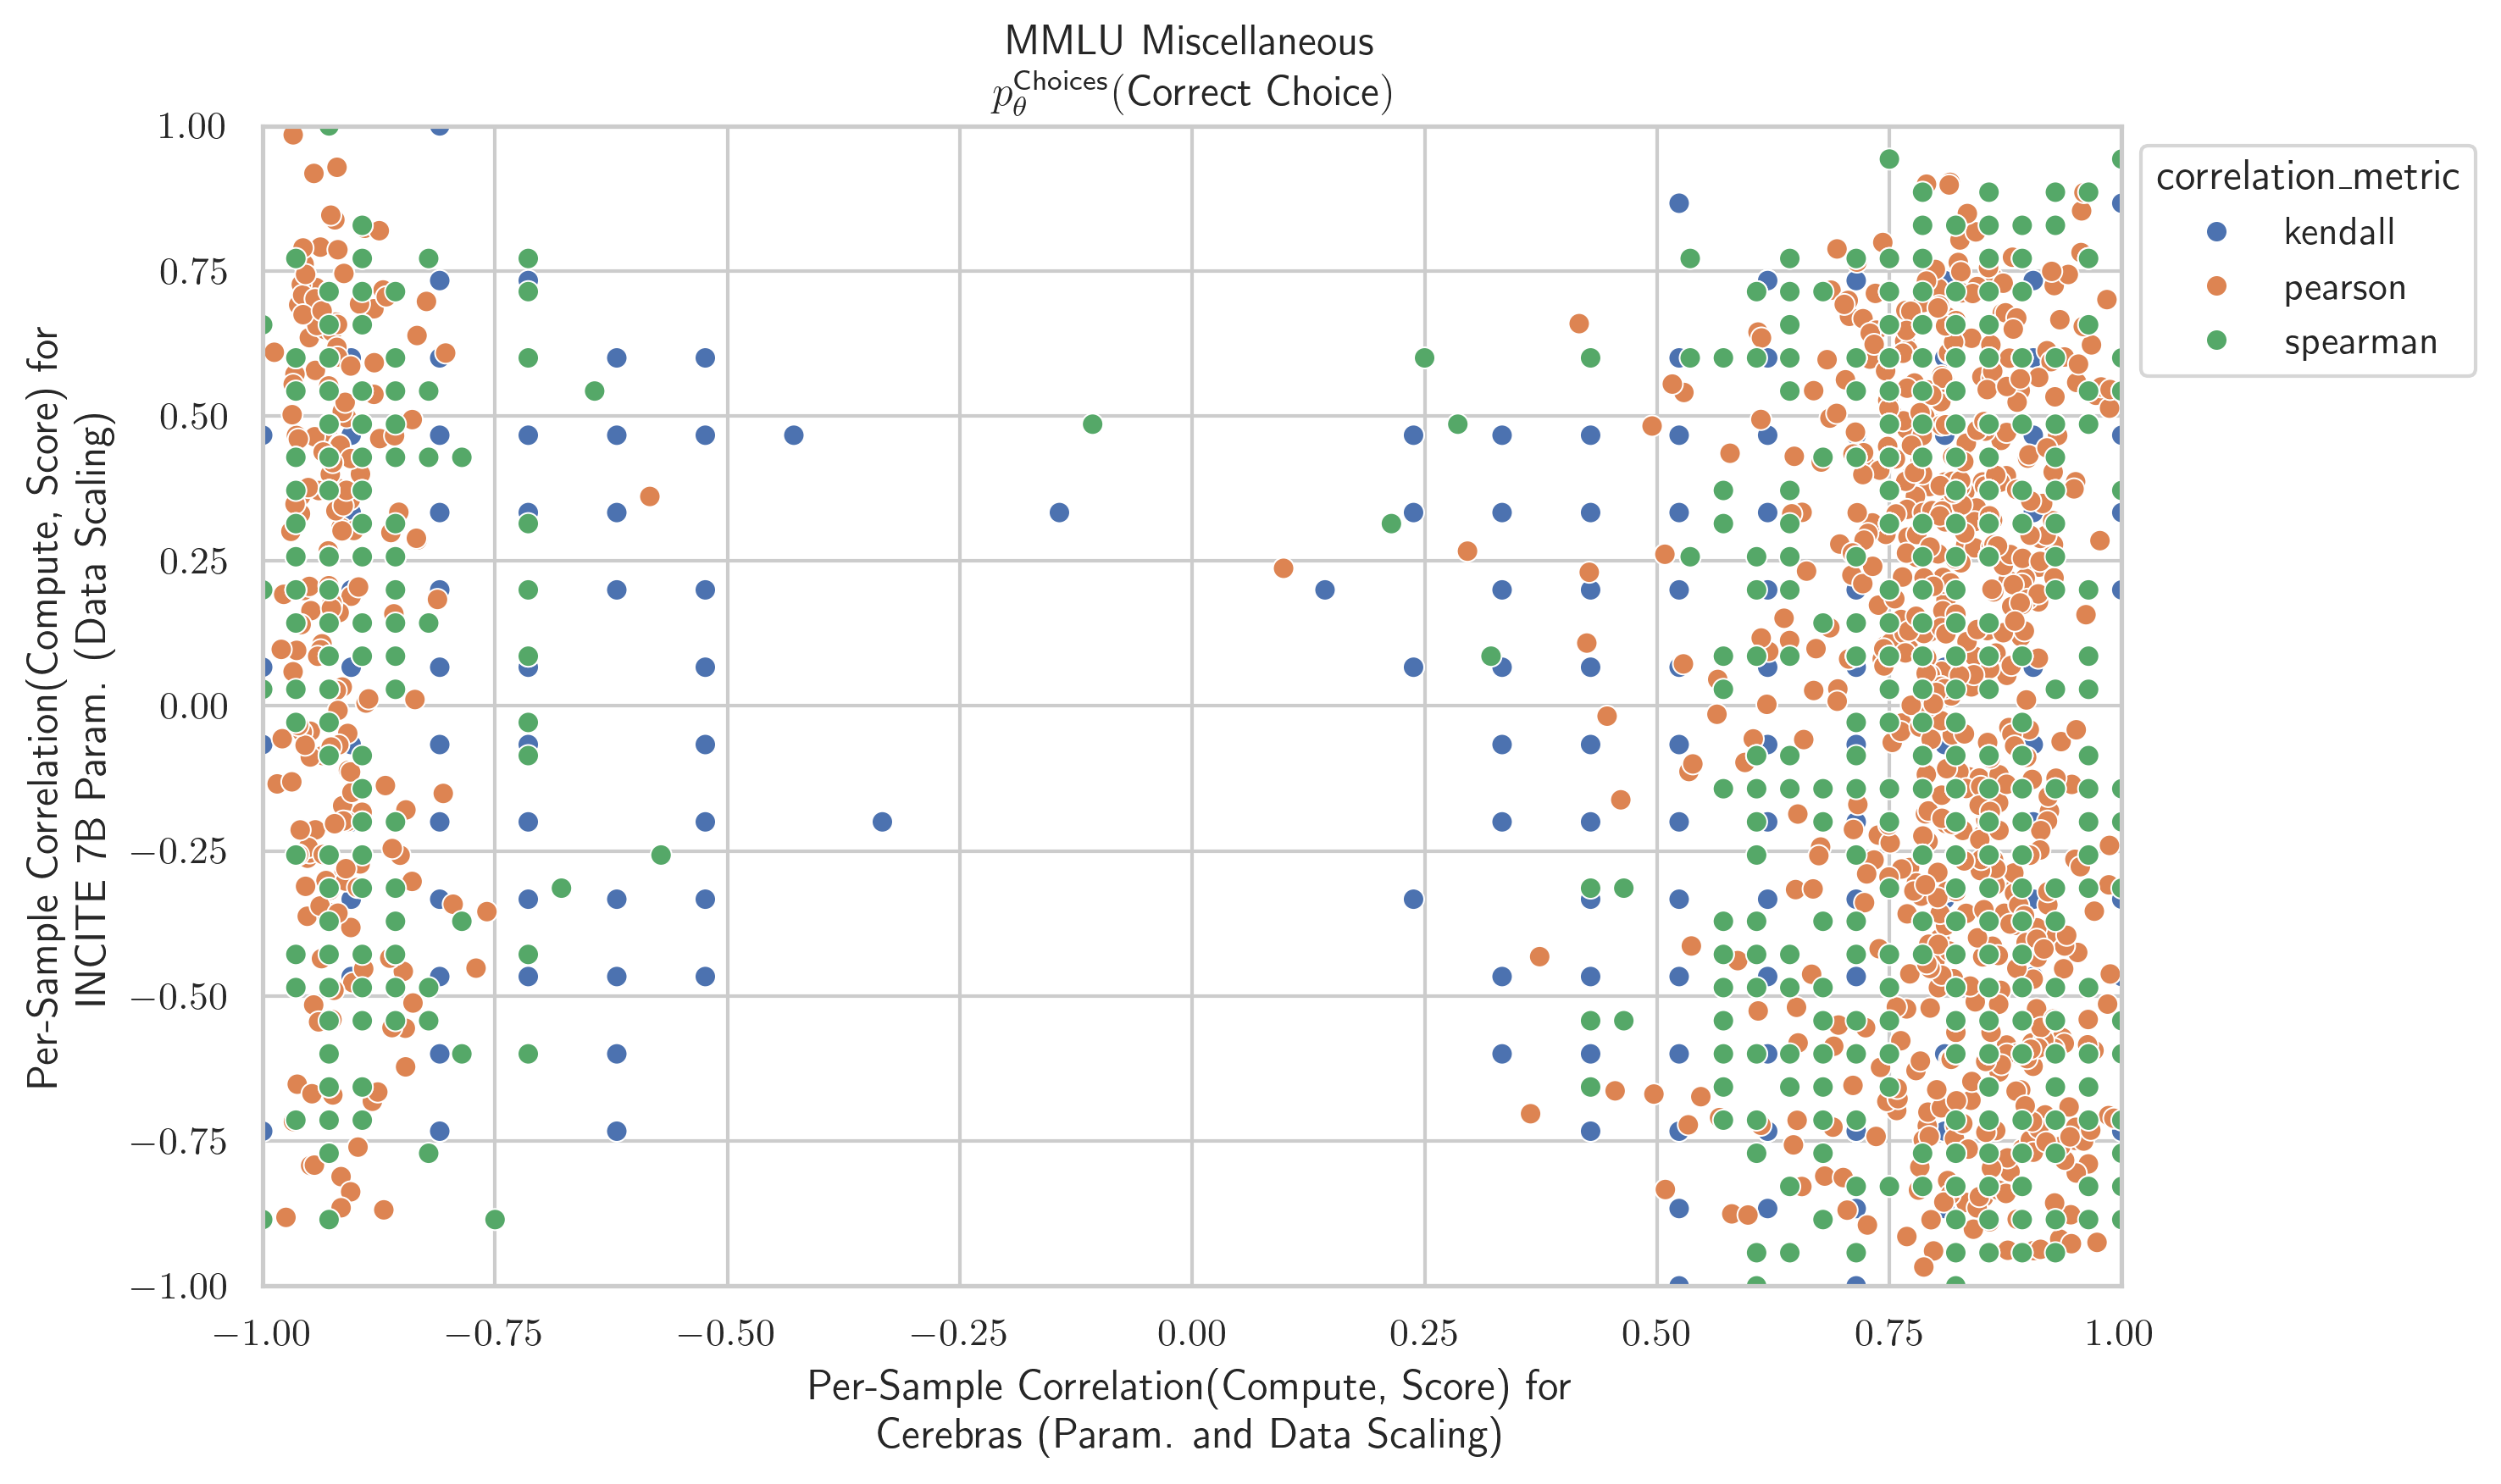 MMLU Miscellaneous
p_θ^Choices(Correct Choice)
1.00
0.75
0.50
0.25
0.00
−0.25
−0.50
−0.75
−1.00
Per-Sample Correlation(Compute, Score) for
INCITE 7B Param. (Data Scaling)
correlation_metric
kendall
pearson
spearman
−1.00 −0.75 −0.50 −0.25 0.00 0.25 0.50 0.75 1.00
Per-Sample Correlation(Compute, Score) for
Cerebras (Param. and Data Scaling)